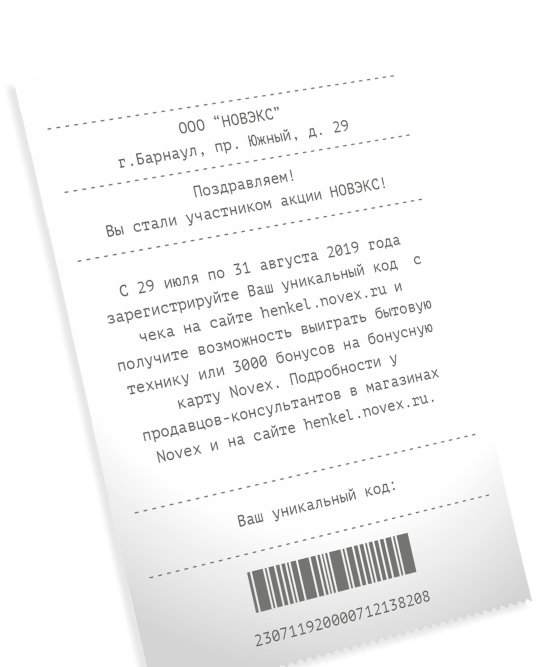 ООО “НОВЭКС”
г.Барнаул, пр. Южный, д. 29
Поздравляем!
Вы стали участником акции НОВЭКС!
С 29 июля по 31 августа 2019 года
зарегистрируйте Ваш уникальный код с
чека на сайте henkel.novex.ru и
получите возможность выиграть бытовую
технику или 3000 бонусов на бонусную
карту Novex. Подробности у
продавцов-консультантов в магазинах
Novex и на сайте henkel.novex.ru.
Ваш уникальный код:
230711920000712138208